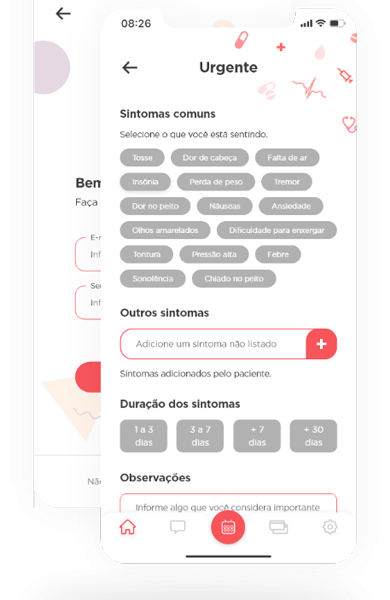 08:26
Urgente
Sintomas comuns
Selecione o que você está sentindo.
Tosse Dor de cabeça Falta de ar
Insônia Perda de peso Tremor
Dor no peito Náuseas Ansiedade
Olhos amarelados Dificuldade para enxergar
Tontura Pressão alta Febre
Sonolência Chiado no peito
Outros sintomas
Adicione um sintoma não listado
Sintomas adicionados pelo paciente.
Duração dos sintomas
1 a 3 dias
3 a 7 dias
+ 7 dias
+ 30 dias
Observações
Informe algo que você considera importante
Bem
Faça
E-
Inf
Se
Inf
Nã